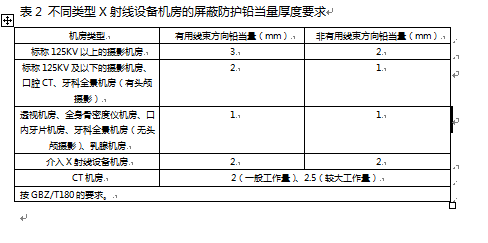 表 2 不同类型 X 射线设备机房的屏蔽防护铅当量厚度要求
机房类型 有用线束方向铅当量（mm） 非有用线束方向铅当量（mm）
标称 125KV 以上的摄影机房 3 2
标称 125KV 及以下的摄影机房、 2 1
口腔 CT、牙科全景机房（有头颅
摄影）
透视机房、全身骨密度仪机房、口 1 1
内牙片机房、牙科全景机房（无头
颅摄影）、乳腺机房
介入 X 射线设备机房 2 2
CT 机房 2（一般工作量）、2.5（较大工作量）
按 GBZ/T180 的要求。